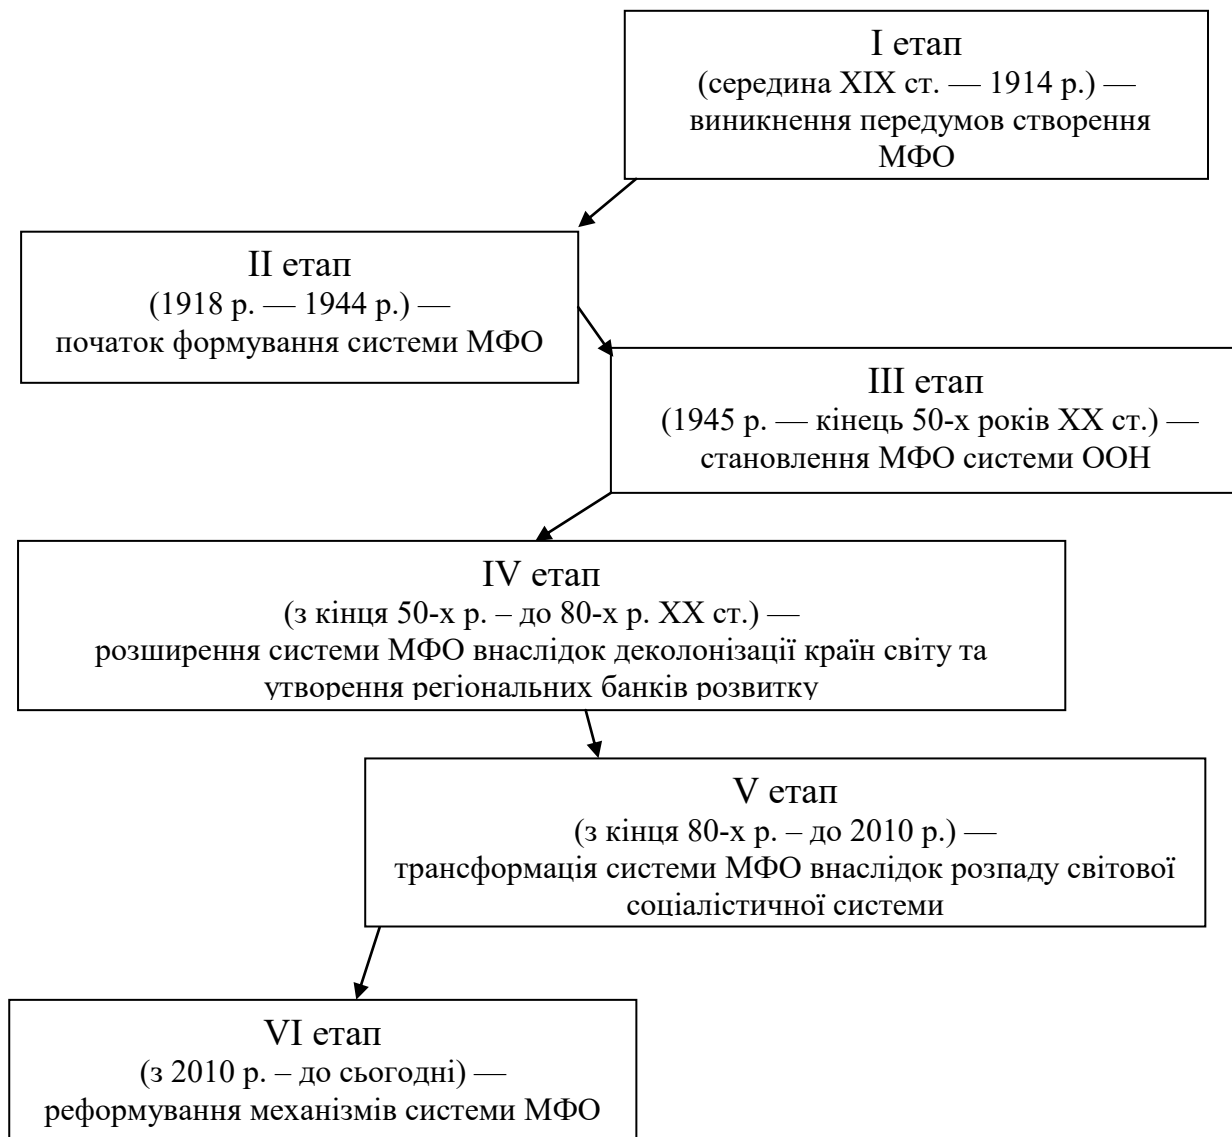 I етап
(середина XIX ст. — 1914 р.) —
виникнення передумов створення
МФО
II етап
(1918 р. — 1944 р.) —
початок формування системи МФО
III етап
(1945 р. — кінець 50-х років XX ст.) —
становлення МФО системи ООН
IV етап
(з кінця 50-х р. – до 80-х р. XX ст.) —
розширення системи МФО внаслідок деколонізації країн світу та
утворення регіональних банків розвитку
V етап
(з кінця 80-х р. – до 2010 р.) —
трансформація системи МФО внаслідок розпаду світової
соціалістичної системи
VI етап
(з 2010 р. – до сьогодні) —
реформування механізмів системи МФО